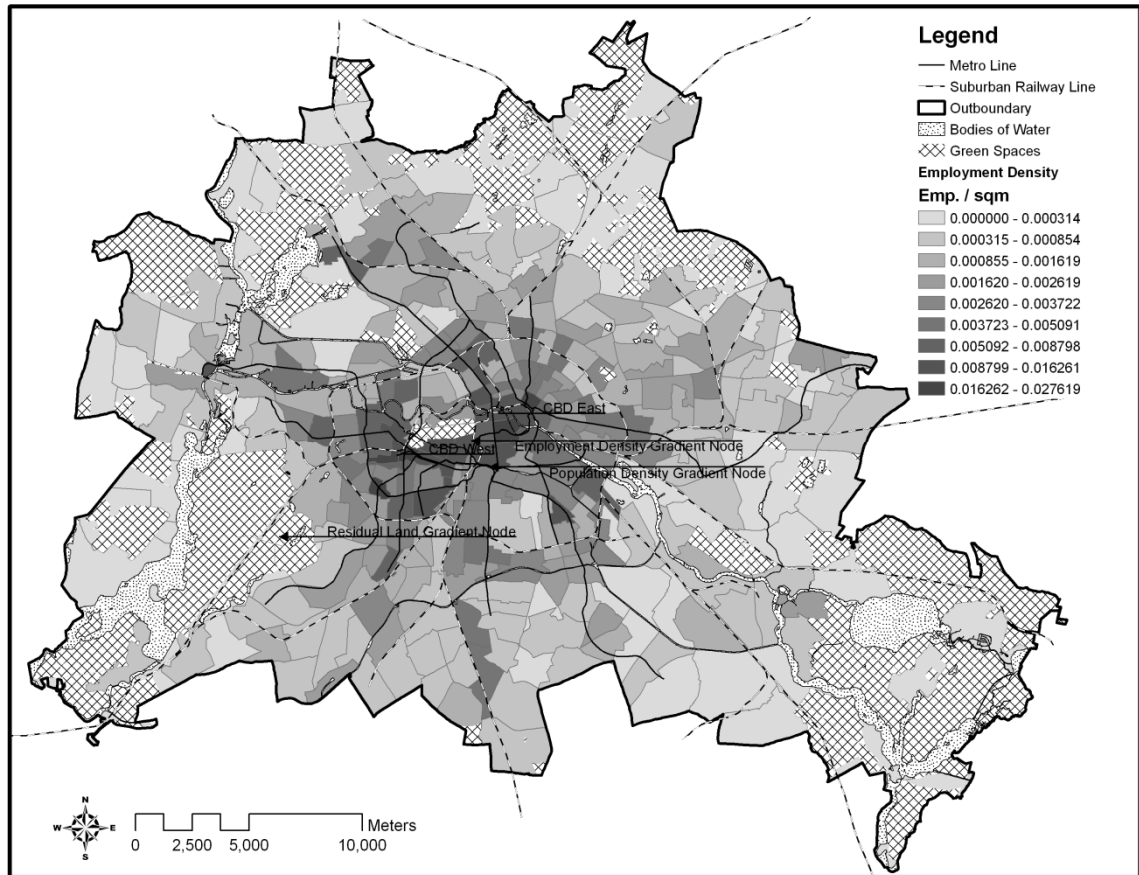 Legend
Metro Line
Suburban Railway Line
Outboundary
Bodies of Water
Green Spaces
Employment Density
Emp. / sqm
0.000000 - 0.000314
0.000315 - 0.000854
0.000855 - 0.001619
0.001620 - 0.002619
0.002620 - 0.003722
0.003723 - 0.005091
0.005092 - 0.008798
0.008799 - 0.016261
0.016262 - 0.027619
CBD East
Employment Density Gradient Node
CBD West
Population Density Gradient Node
Residual Land Gradient Node
N
W E
S
Meters
0 2,500 5,000 10,000